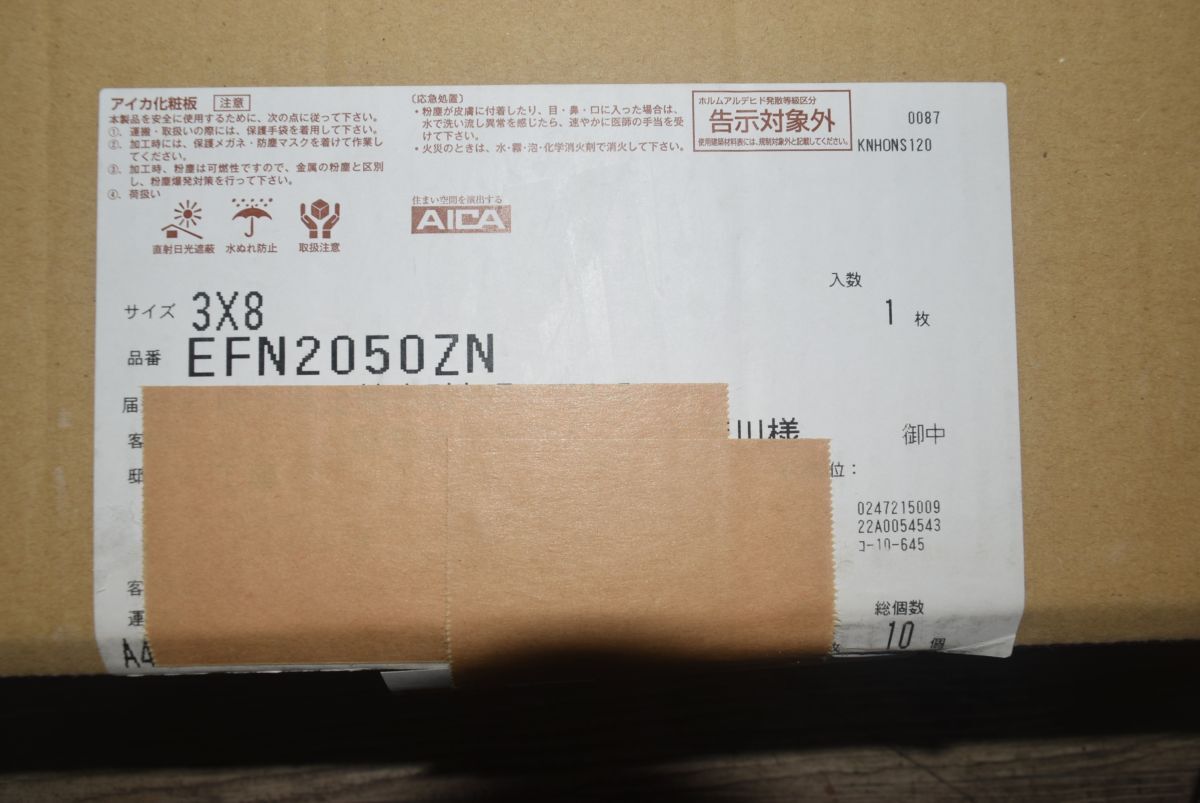 アイカ化粧板 注意
本製品を安全に使用するために、次の点に従って下さい。
①. 運搬・取扱いの際には、保護手袋を着用して下さい。
②. 加工時には、保護メガネ・防塵マスクを着けて作業し
てください。
③. 加工時、粉塵は可燃性ですので、金属の粉塵と区別
し、粉塵爆発対策を行って下さい。
④. 荷扱い
直射日光遮蔽 水ぬれ防止 取扱注意
〔応急処置〕
・粉塵が皮膚に付着したり、目・鼻・口に入った場合は、
水で洗い流し異常を感じたら、速やかに医師の手当を受
けて下さい。
・火災のときは、水・霧・泡・化学消火剤で消火して下さい。
住まい空間を演出する
AICA
ホルムアルデヒド発散等級区分
告示対象外
使用建築材料表には、規制対象外と記載してください。
0087
KNHONS120
入数
1 枚
サイズ 3X8
品番 EFN2050ZN
届
客 川様 御中
邸 位：
0247215009
22A0054543
コ-10-645
客
運
総個数
A4 10 個